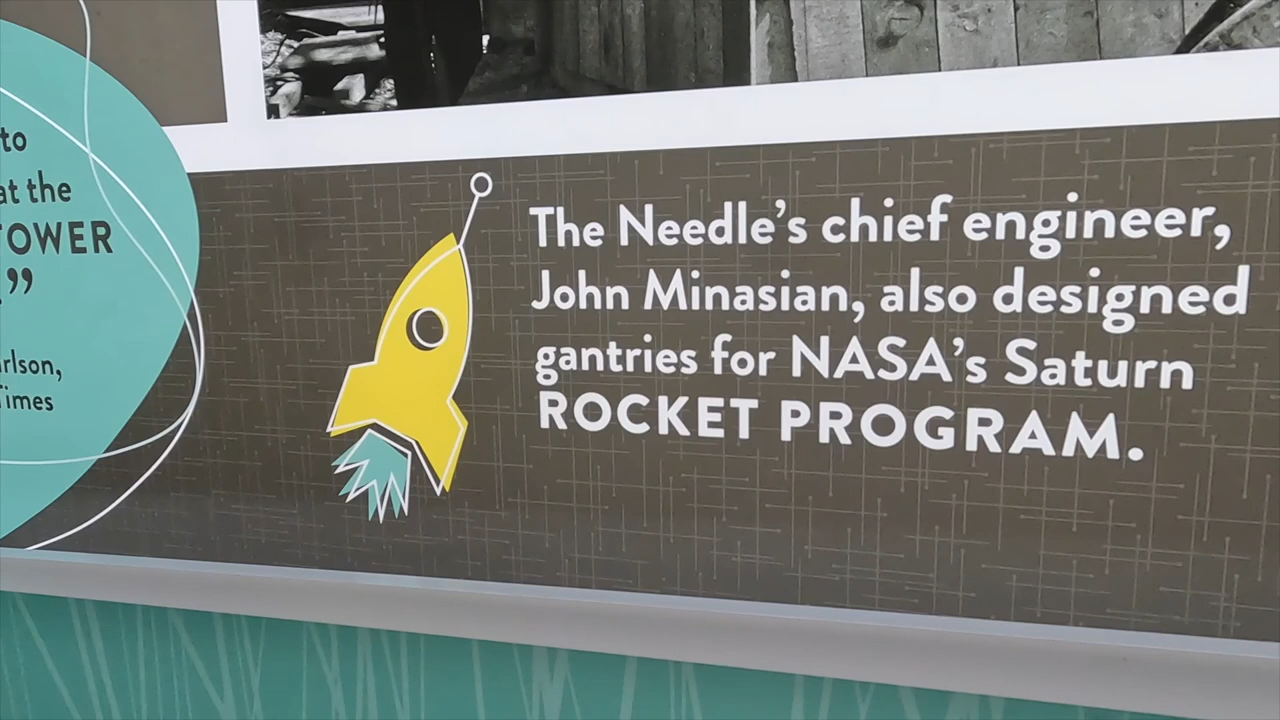 to
at the
TOWER
.”
Times
The Needle’s chief engineer,
John Minasian, also designed
gantries for NASA’s Saturn
ROCKET PROGRAM.